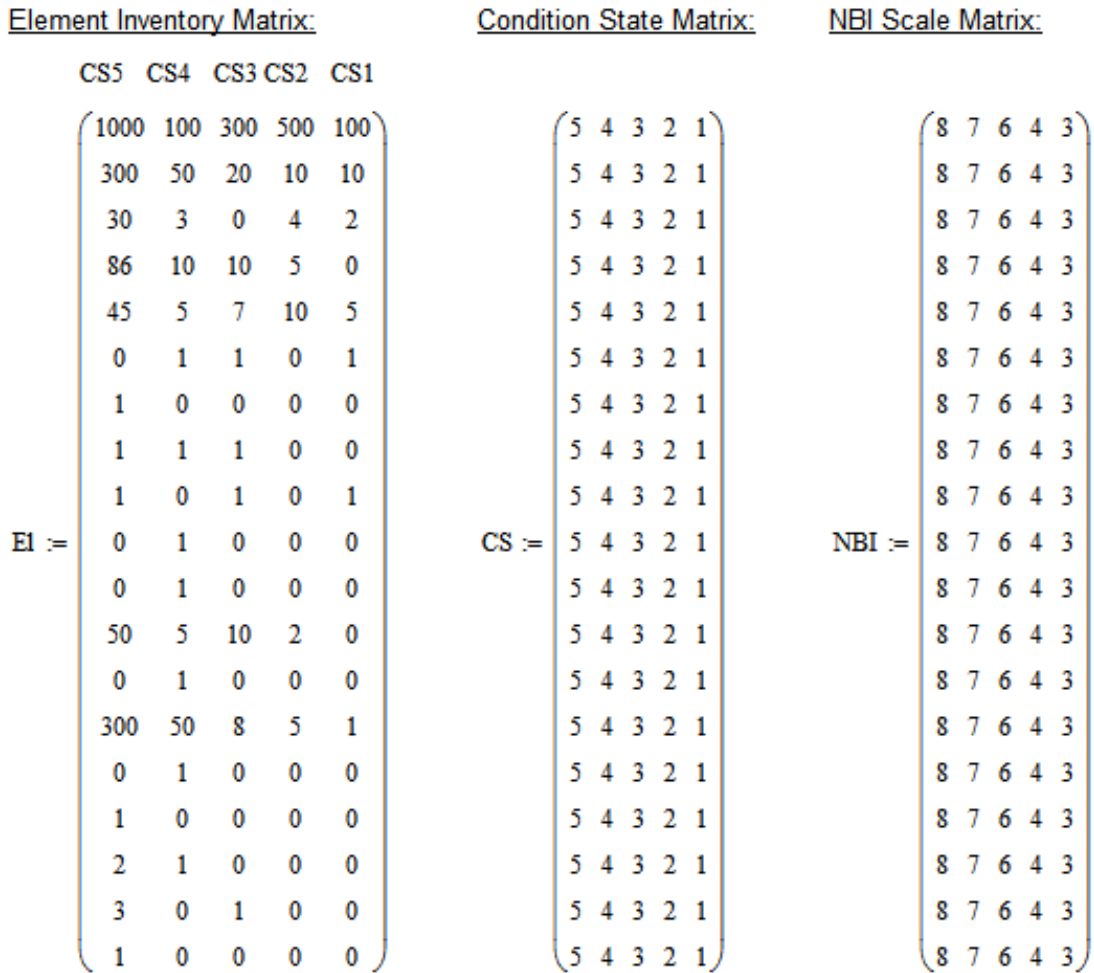 Element Inventory Matrix: Condition State Matrix: NBI Scale Matrix:
CS5 CS4 CS3 CS2 CS1
1000 100 300 500 100 5 4 3 2 1 8 7 6 4 3
300 50 20 10 10 5 4 3 2 1 8 7 6 4 3
30 3 0 4 2 5 4 3 2 1 8 7 6 4 3
86 10 10 5 0 5 4 3 2 1 8 7 6 4 3
45 5 7 10 5 5 4 3 2 1 8 7 6 4 3
0 1 1 0 1 5 4 3 2 1 8 7 6 4 3
1 0 0 0 0 5 4 3 2 1 8 7 6 4 3
1 1 1 0 0 5 4 3 2 1 8 7 6 4 3
1 0 1 0 1 5 4 3 2 1 8 7 6 4 3
El := 0 1 0 0 0 CS := 5 4 3 2 1 NBI := 8 7 6 4 3
0 1 0 0 0 5 4 3 2 1 8 7 6 4 3
50 5 10 2 0 5 4 3 2 1 8 7 6 4 3
0 1 0 0 0 5 4 3 2 1 8 7 6 4 3
300 50 8 5 1 5 4 3 2 1 8 7 6 4 3
0 1 0 0 0 5 4 3 2 1 8 7 6 4 3
1 0 0 0 0 5 4 3 2 1 8 7 6 4 3
2 1 0 0 0 5 4 3 2 1 8 7 6 4 3
3 0 1 0 0 5 4 3 2 1 8 7 6 4 3
1 0 0 0 0 5 4 3 2 1 8 7 6 4 3